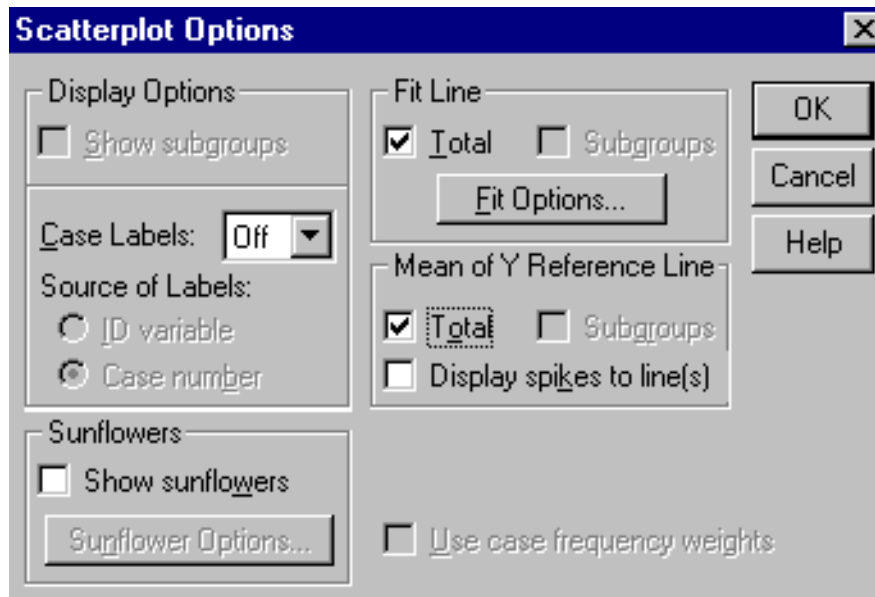 Scatterplot Options
Display Options
Show subgroups
Case Labels: Off
Source of Labels:
ID variable
Case number
Sunflowers
Show sunflowers
Sunflower Options...
Fit Line
Total Subgroups
Fit Options...
Mean of Y Reference Line
Total Subgroups
Display spikes to line(s)
Use case frequency weights
OK
Cancel
Help